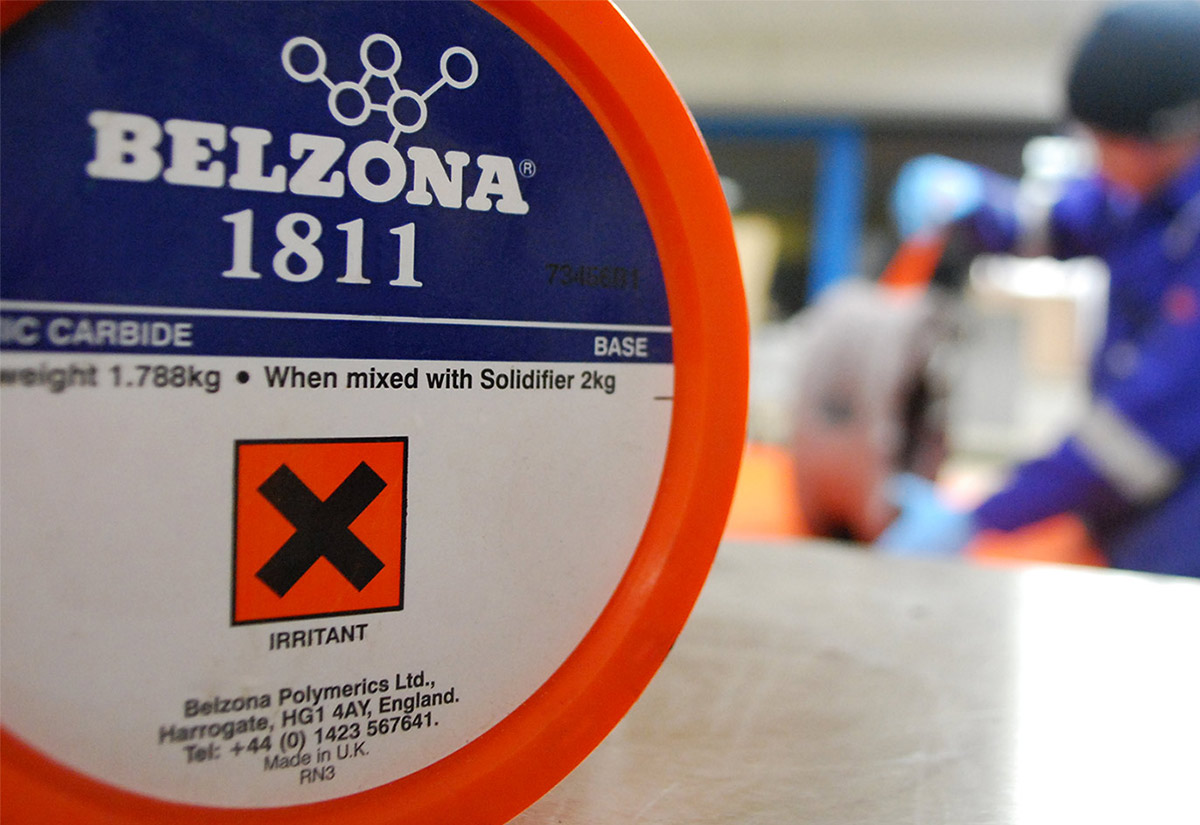 BELZONA®
1811
IC CARBIDE BASE
weight 1.788kg • When mixed with Solidifier 2kg
IRRITANT
Belzona Polymerics Ltd.,
Harrogate, HG1 4AY, England.
Tel: +44 (0) 1423 567641.
Made in U.K.
RN3